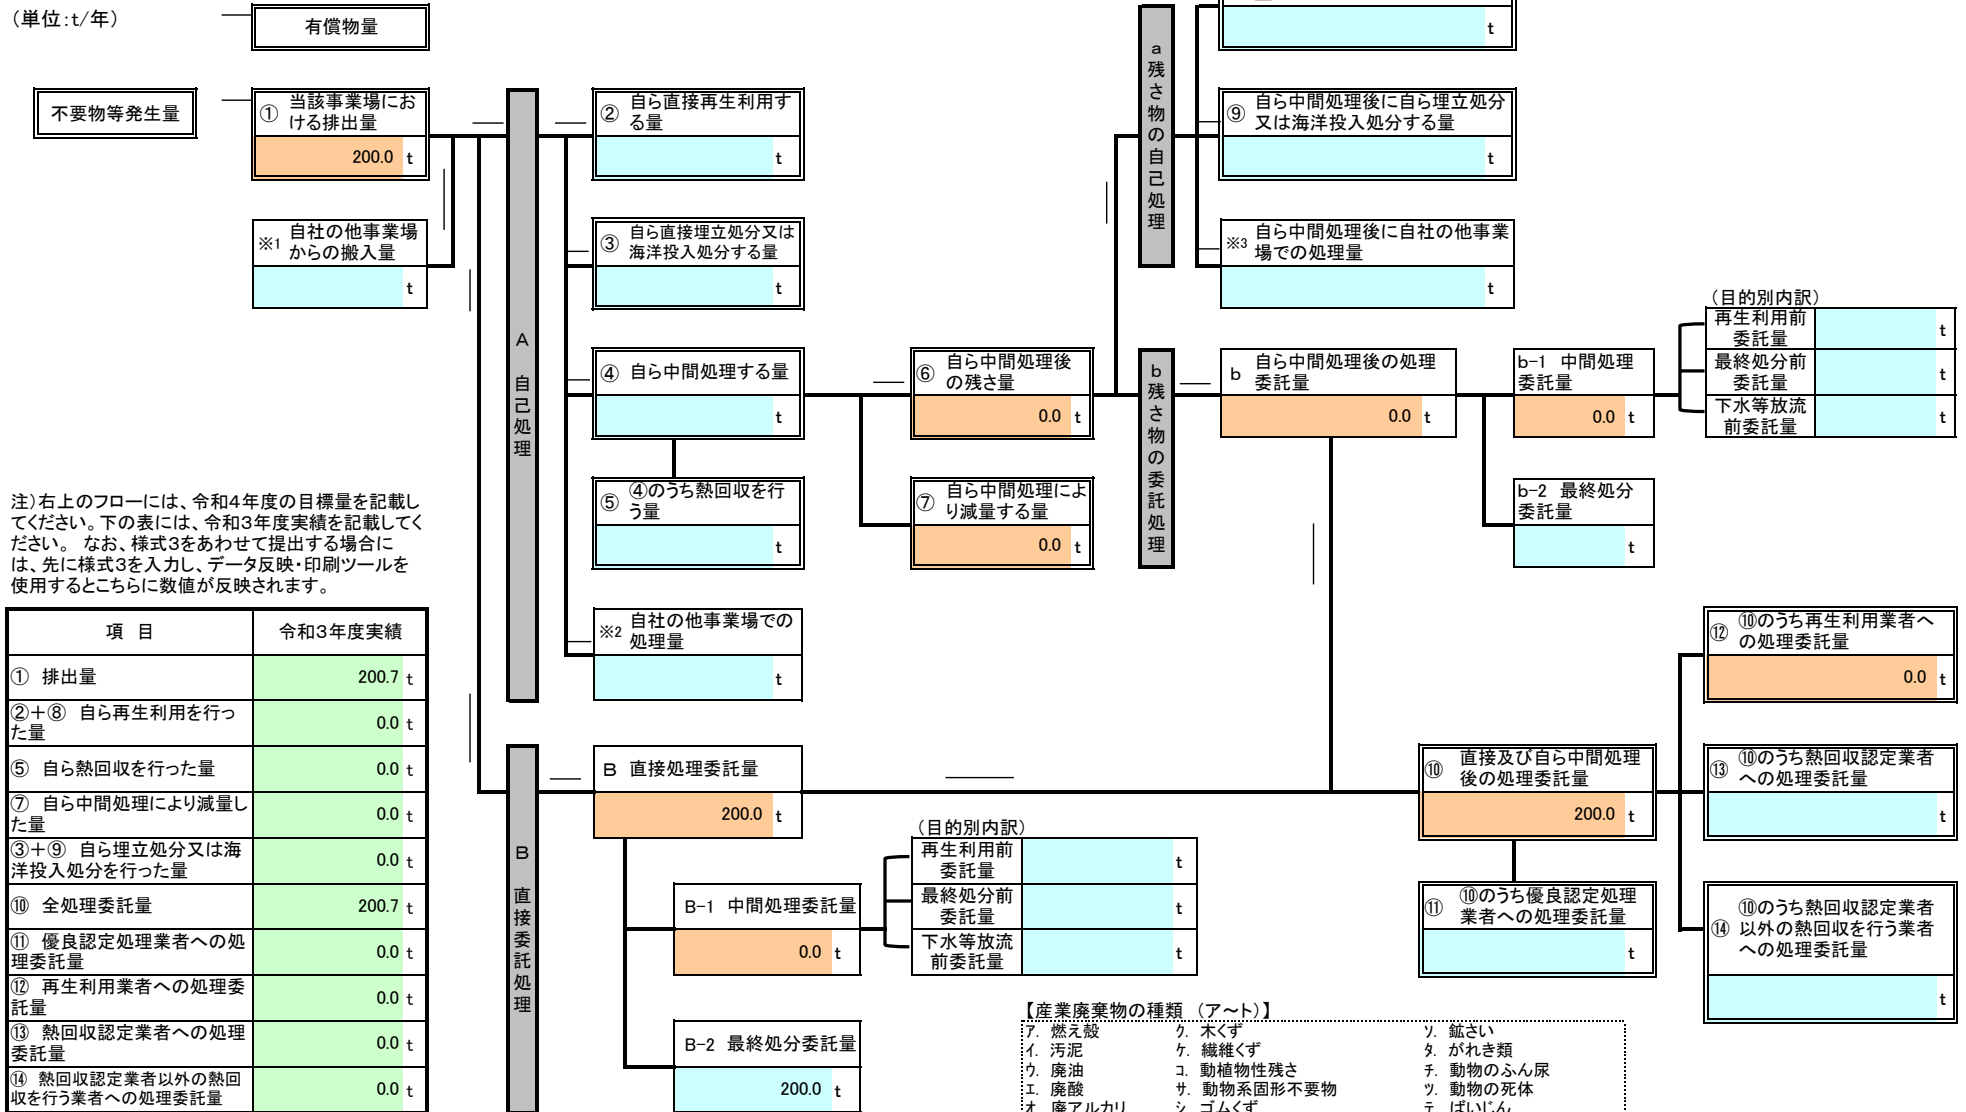 （単位：t/年）
有償物量
t
不要物等発生量
① 当該事業場にお
ける排出量
200.0 t
※1 自社の他事業場
からの搬入量
t
A 自己処理
② 自ら直接再生利用す
る量
t
③ 自ら直接埋立処分又は
海洋投入処分する量
t
④ 自ら中間処理する量
t
⑤ ④のうち熱回収を行
う量
t
※2 自社の他事業場での
処理量
t
⑥ 自ら中間処理後
の残さ量
0.0 t
⑦ 自ら中間処理によ
り減量する量
0.0 t
a 残さ物の自己処理
⑨ 自ら中間処理後に自ら埋立処分
又は海洋投入処分する量
t
※3 自ら中間処理後に自社の他事業
場での処理量
t
b 残さ物の委託処理
b 自ら中間処理後の処理
委託量
0.0 t
b-1 中間処理
委託量
0.0 t
b-2 最終処分
委託量
t
（目的別内訳）
再生利用前
委託量 t
最終処分前
委託量 t
下水等放流
前委託量 t
注）右上のフローには、令和４年度の目標量を記載し
てください。下の表には、令和３年度実績を記載してく
ださい。 なお、様式３をあわせて提出する場合に
は、先に様式３を入力し、データ反映・印刷ツールを
使用するとこちらに数値が反映されます。
項 目 令和３年度実績
① 排出量 200.7 t
②＋⑧ 自ら再生利用を行っ
た量 0.0 t
⑤ 自ら熱回収を行った量 0.0 t
⑦ 自ら中間処理により減量し
た量 0.0 t
③＋⑨ 自ら埋立処分又は海
洋投入処分を行った量 0.0 t
⑩ 全処理委託量 200.7 t
⑪ 優良認定処理業者への処
理委託量 0.0 t
⑫ 再生利用業者への処理委
託量 0.0 t
⑬ 熱回収認定業者への処理
委託量 0.0 t
⑭ 熱回収認定業者以外の熱回
収を行う業者への処理委託量 0.0 t
B 直接委託処理
B 直接処理委託量
200.0 t
B-1 中間処理委託量
0.0 t
B-2 最終処分委託量
200.0 t
（目的別内訳）
再生利用前
委託量 t
最終処分前
委託量 t
下水等放流
前委託量 t
⑩ 直接及び自ら中間処理
後の処理委託量
200.0 t
⑪ ⑩のうち優良認定処理
業者への処理委託量
t
⑫ ⑩のうち再生利用業者へ
の処理委託量
0.0 t
⑬ ⑩のうち熱回収認定業者
への処理委託量
t
⑭ ⑩のうち熱回収認定業者
以外の熱回収を行う業者
への処理委託量
t
【産業廃棄物の種類 （ア～ト）】
ｱ. 燃え殻 ｸ. 木くず ｿ. 鉱さい
ｲ. 汚泥 ｹ. 繊維くず ﾀ. がれき類
ｳ. 廃油 ｺ. 動植物性残さ ﾁ. 動物のふん尿
ｴ. 廃酸 ｻ. 動物系固形不要物 ﾂ. 動物の死体
ｵ. 廃アルカリ ｼ. ゴムくず ﾃ. ばいじん